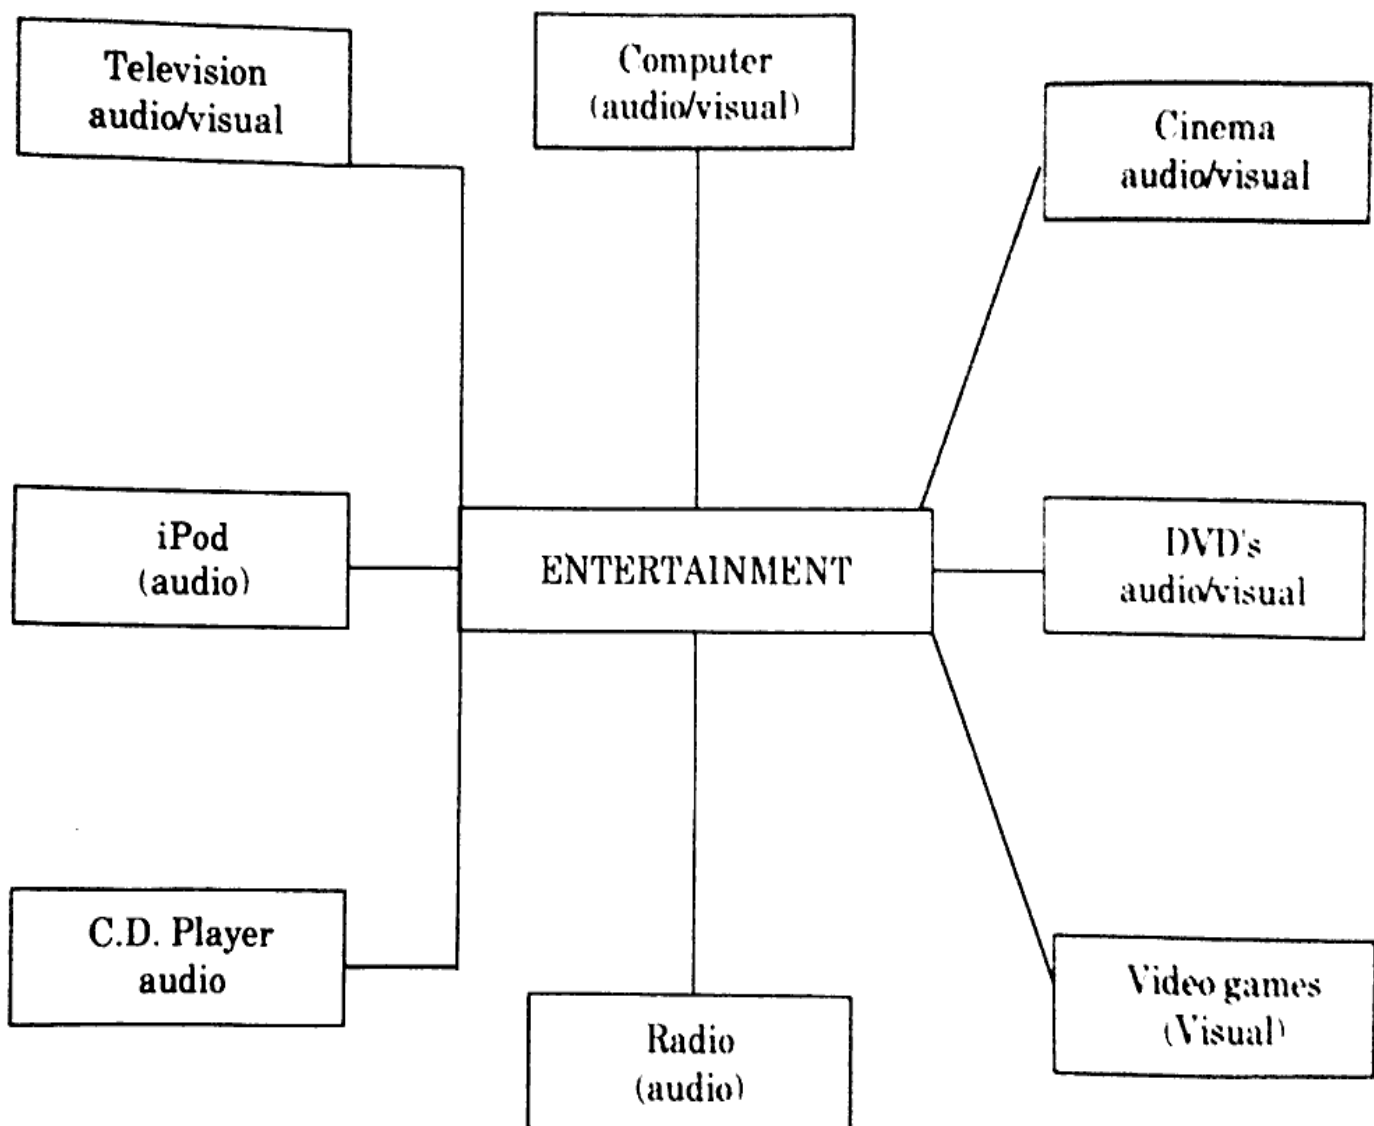 Television
audio/visual
Computer
(audio/visual)
Cinema
audio/visual
iPod
(audio)
ENTERTAINMENT
DVD's
audio/visual
C.D. Player
audio
Radio
(audio)
Video games
(Visual)